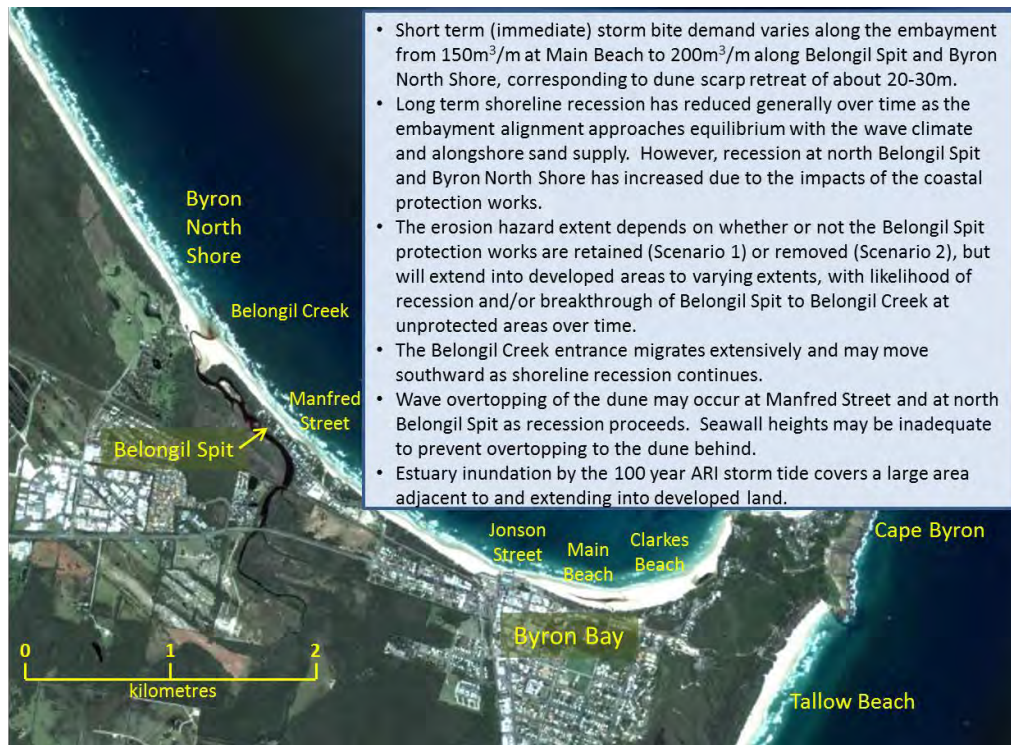 • Short term (immediate) storm bite demand varies along the embayment
from 150m³/m at Main Beach to 200m³/m along Belongil Spit and Byron
North Shore, corresponding to dune scarp retreat of about 20-30m.
• Long term shoreline recession has reduced generally over time as the
embayment alignment approaches equilibrium with the wave climate
and alongshore sand supply. However, recession at north Belongil Spit
and Byron North Shore has increased due to the impacts of the coastal
protection works.
• The erosion hazard extent depends on whether or not the Belongil Spit
protection works are retained (Scenario 1) or removed (Scenario 2), but
will extend into developed areas to varying extents, with likelihood of
recession and/or breakthrough of Belongil Spit to Belongil Creek at
unprotected areas over time.
• The Belongil Creek entrance migrates extensively and may move
southward as shoreline recession continues.
• Wave overtopping of the dune may occur at Manfred Street and at north
Belongil Spit as recession proceeds. Seawall heights may be inadequate
to prevent overtopping to the dune behind.
• Estuary inundation by the 100 year ARI storm tide covers a large area
adjacent to and extending into developed land.
Byron
North
Shore
Belongil Creek
Manfred
Street
Belongil Spit
Jonson
Street
Main
Beach
Clarkes
Beach
Cape Byron
Byron Bay
0 1 2
kilometres
Tallow Beach